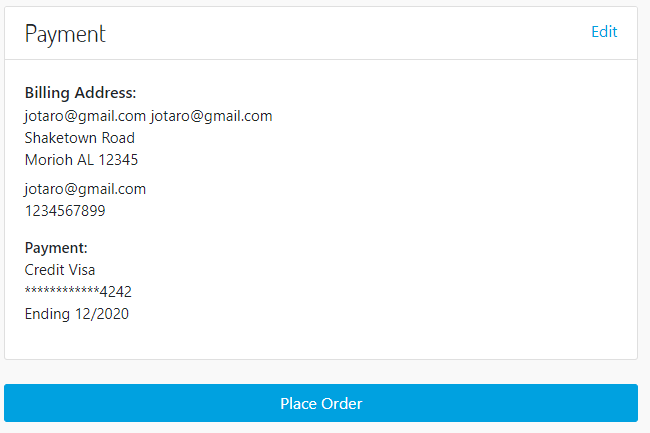 Payment
Edit
Billing Address:
jotaro@gmail.com jotaro@gmail.com
Shaketown Road
Morioh AL 12345
jotaro@gmail.com
1234567899
Payment:
Credit Visa
************4242
Ending 12/2020
Place Order